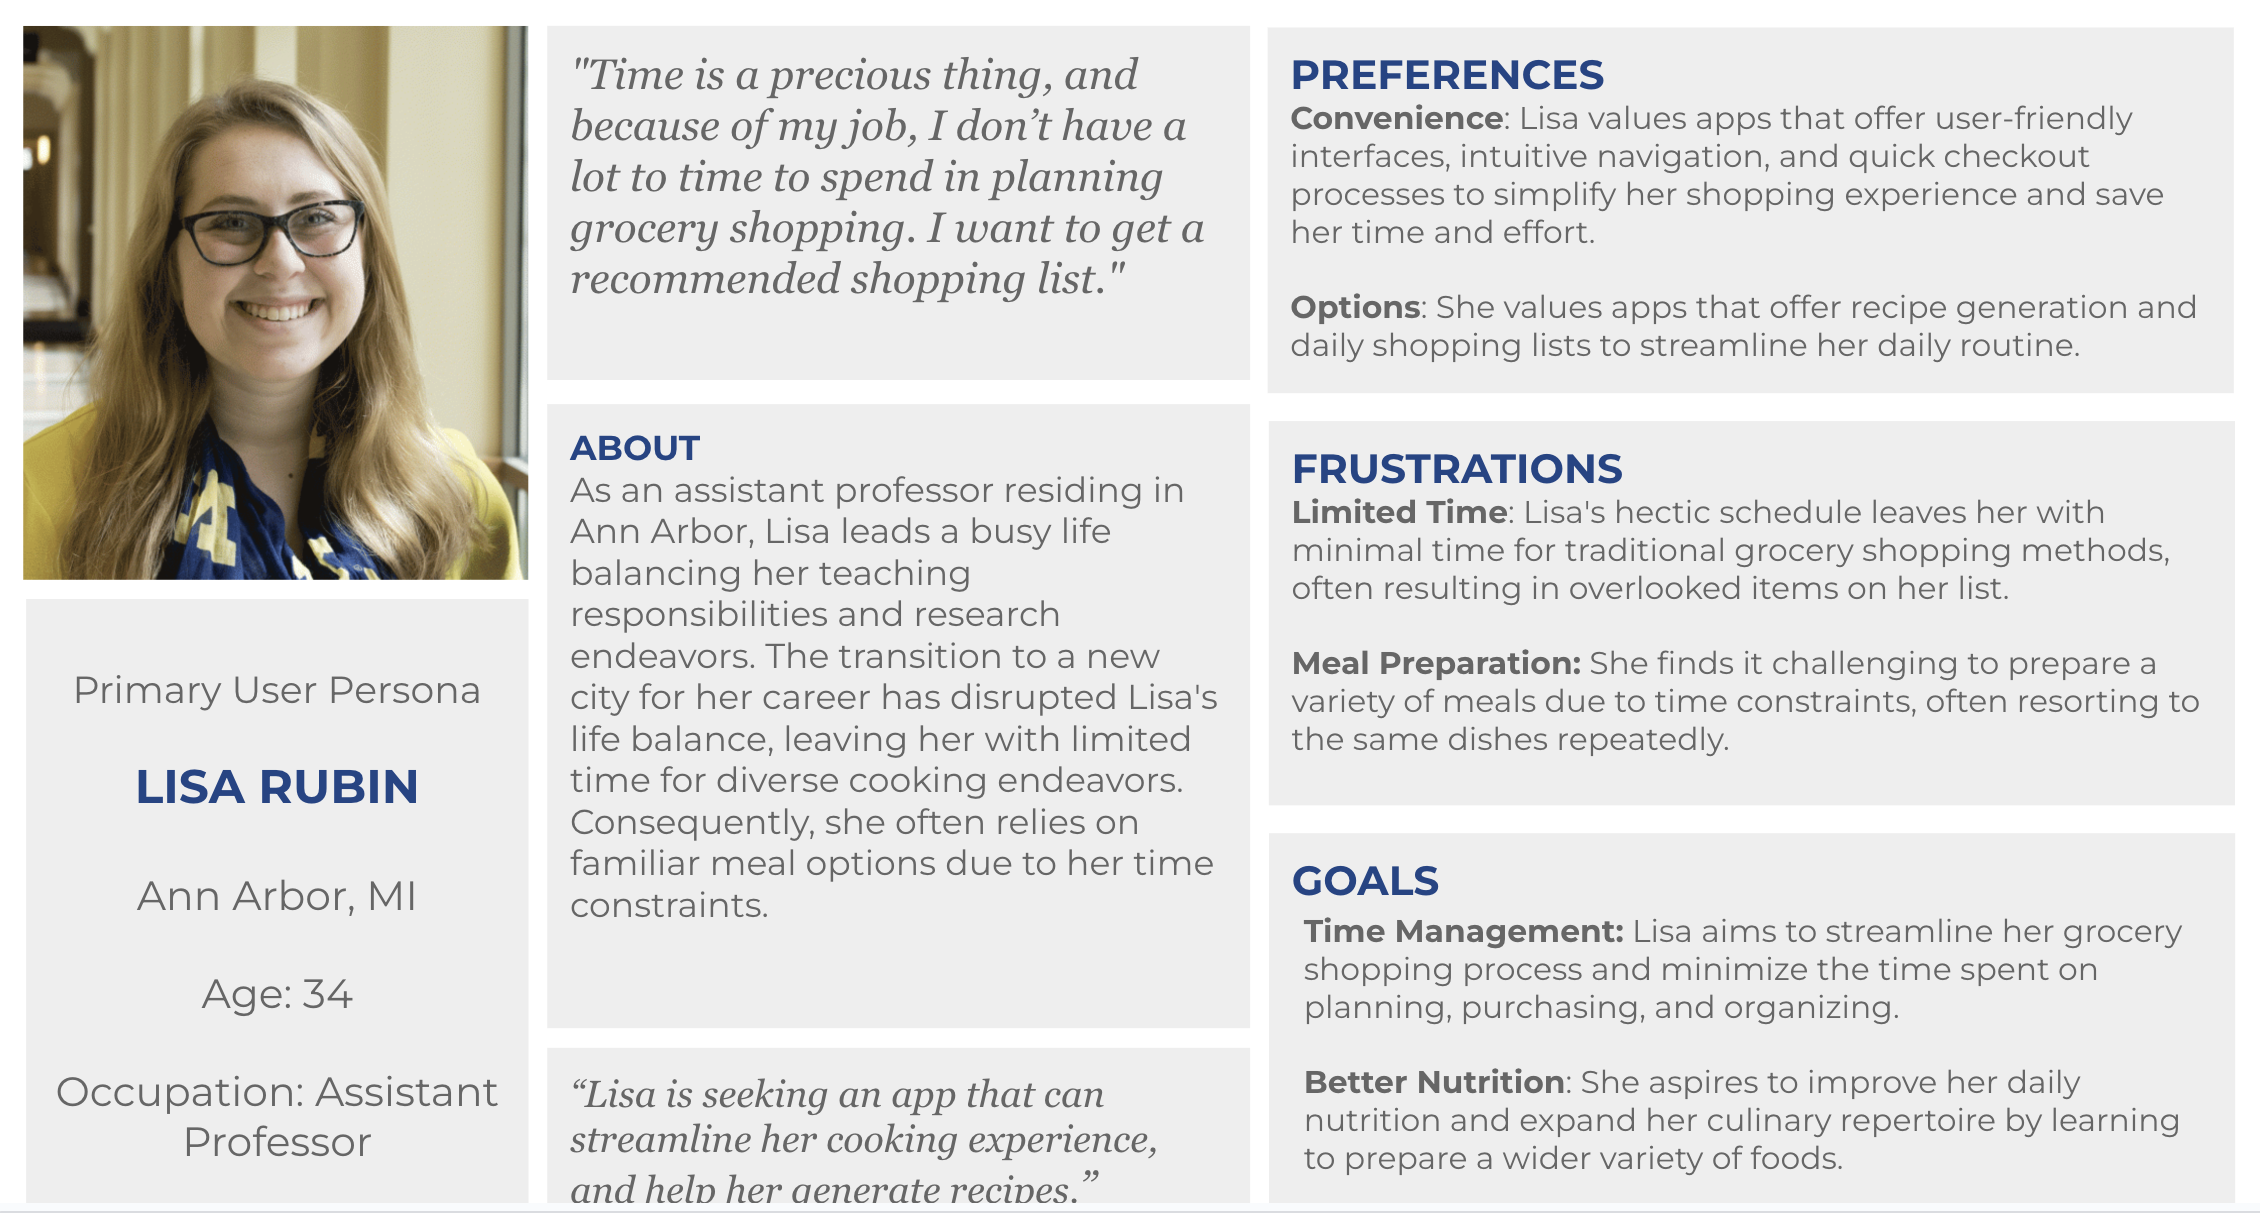 Primary User Persona
LISA RUBIN
Ann Arbor, MI
Age: 34
Occupation: Assistant
Professor
"Time is a precious thing, and
because of my job, I don’t have a
lot to time to spend in planning
grocery shopping. I want to get a
recommended shopping list."
ABOUT
As an assistant professor residing in
Ann Arbor, Lisa leads a busy life
balancing her teaching
responsibilities and research
endeavors. The transition to a new
city for her career has disrupted Lisa's
life balance, leaving her with limited
time for diverse cooking endeavors.
Consequently, she often relies on
familiar meal options due to her time
constraints.
“Lisa is seeking an app that can
streamline her cooking experience,
and help her generate recipes.”
PREFERENCES
Convenience: Lisa values apps that offer user-friendly
interfaces, intuitive navigation, and quick checkout
processes to simplify her shopping experience and save
her time and effort.
Options: She values apps that offer recipe generation and
daily shopping lists to streamline her daily routine.
FRUSTRATIONS
Limited Time: Lisa's hectic schedule leaves her with
minimal time for traditional grocery shopping methods,
often resulting in overlooked items on her list.
Meal Preparation: She finds it challenging to prepare a
variety of meals due to time constraints, often resorting to
the same dishes repeatedly.
GOALS
Time Management: Lisa aims to streamline her grocery
shopping process and minimize the time spent on
planning, purchasing, and organizing.
Better Nutrition: She aspires to improve her daily
nutrition and expand her culinary repertoire by learning
to prepare a wider variety of foods.